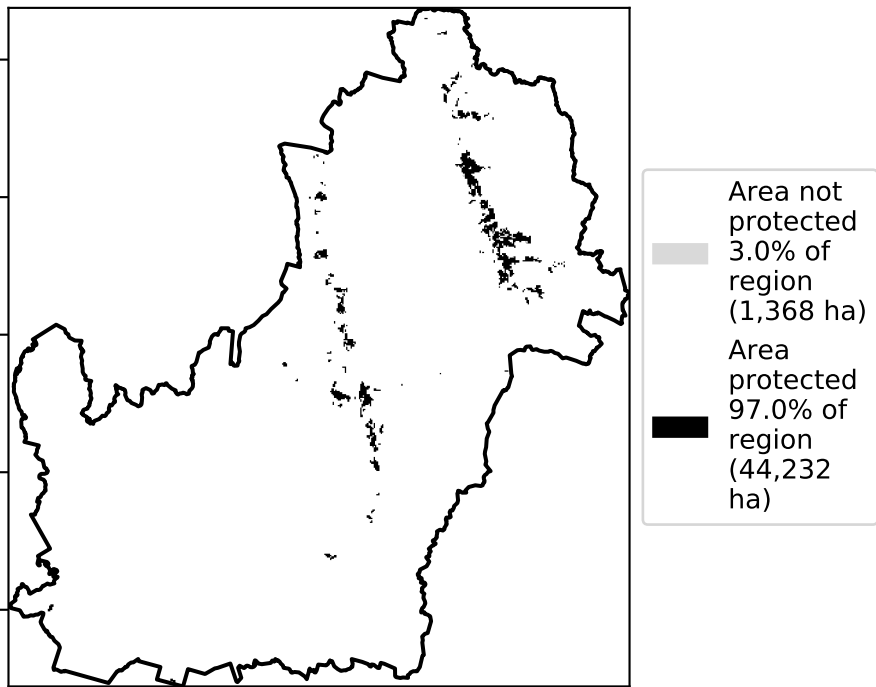 Area not
protected
3.0% of
region
(1,368 ha)
Area
protected
97.0% of
region
(44,232
ha)